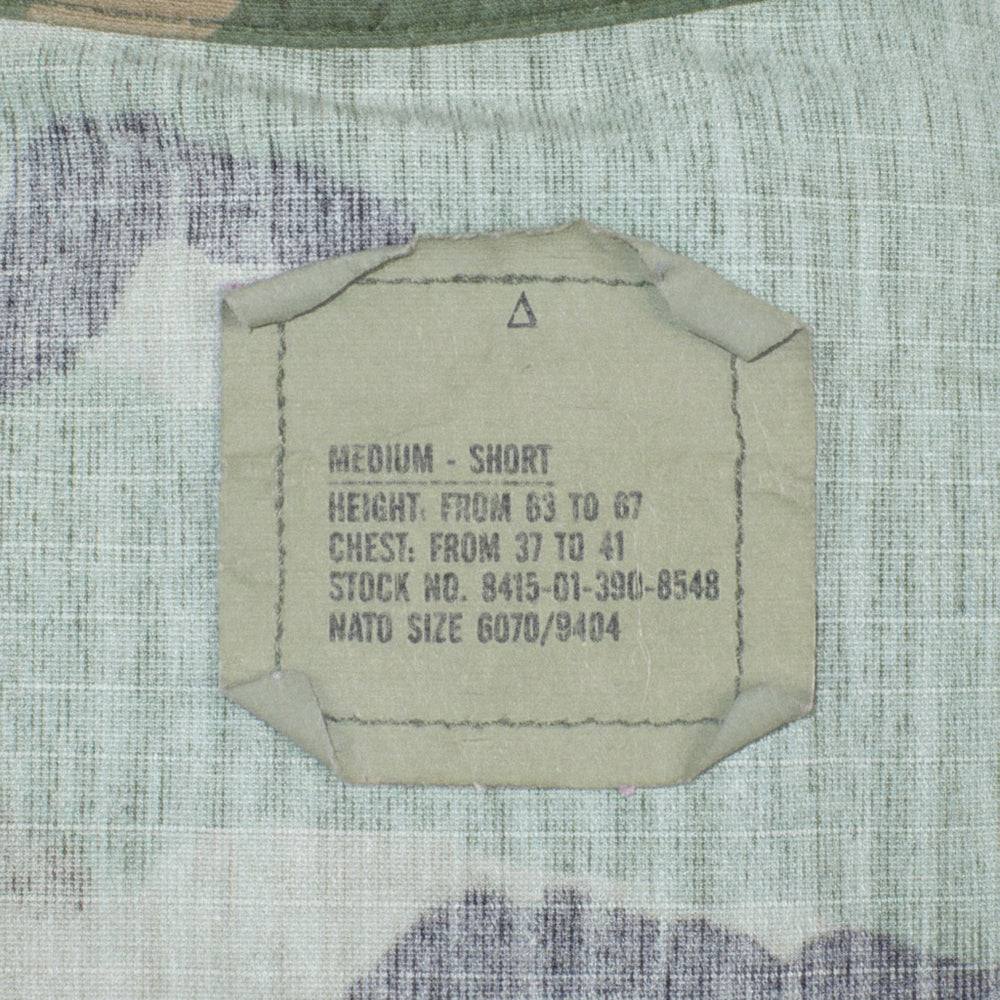 MEDIUM - SHORT
HEIGHT: FROM 63 TO 67
CHEST: FROM 37 TO 41
STOCK NO. 8415-01-390-8548
NATO SIZE 6070/9404